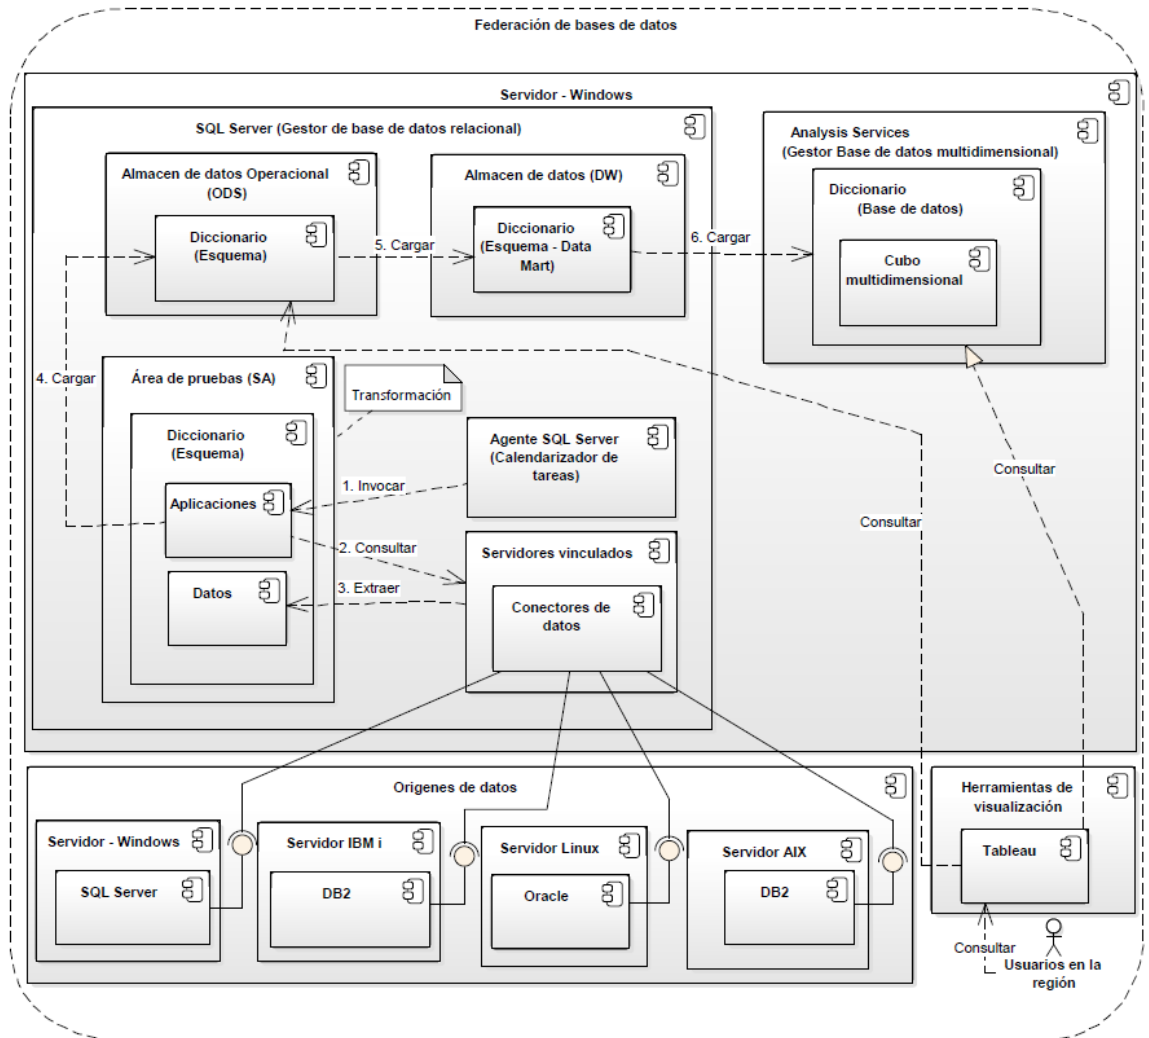 Federación de bases de datos
Servidor - Windows
SQL Server (Gestor de base de datos relacional)
Almacen de datos Operacional
(ODS)
Diccionario
(Esquema)
5. Cargar
Almacen de datos (DW)
Diccionario
(Esquema - Data
Mart)
6. Cargar
Analysis Services
(Gestor Base de datos multidimensional)
Diccionario
(Base de datos)
Cubo
multidimensional
4. Cargar
Área de pruebas (SA)
Transformación
Diccionario
(Esquema)
Aplicaciones
Datos
1. Invocar
2. Consultar
3. Extraer
Agente SQL Server
(Calendarizador de
tareas)
Servidores vinculados
Conectores de
datos
Consultar
Consultar
Origenes de datos
Servidor - Windows
SQL Server
Servidor IBM i
DB2
Servidor Linux
Oracle
Servidor AIX
DB2
Herramientas de
visualización
Tableau
Consultar
Usuarios en la
región